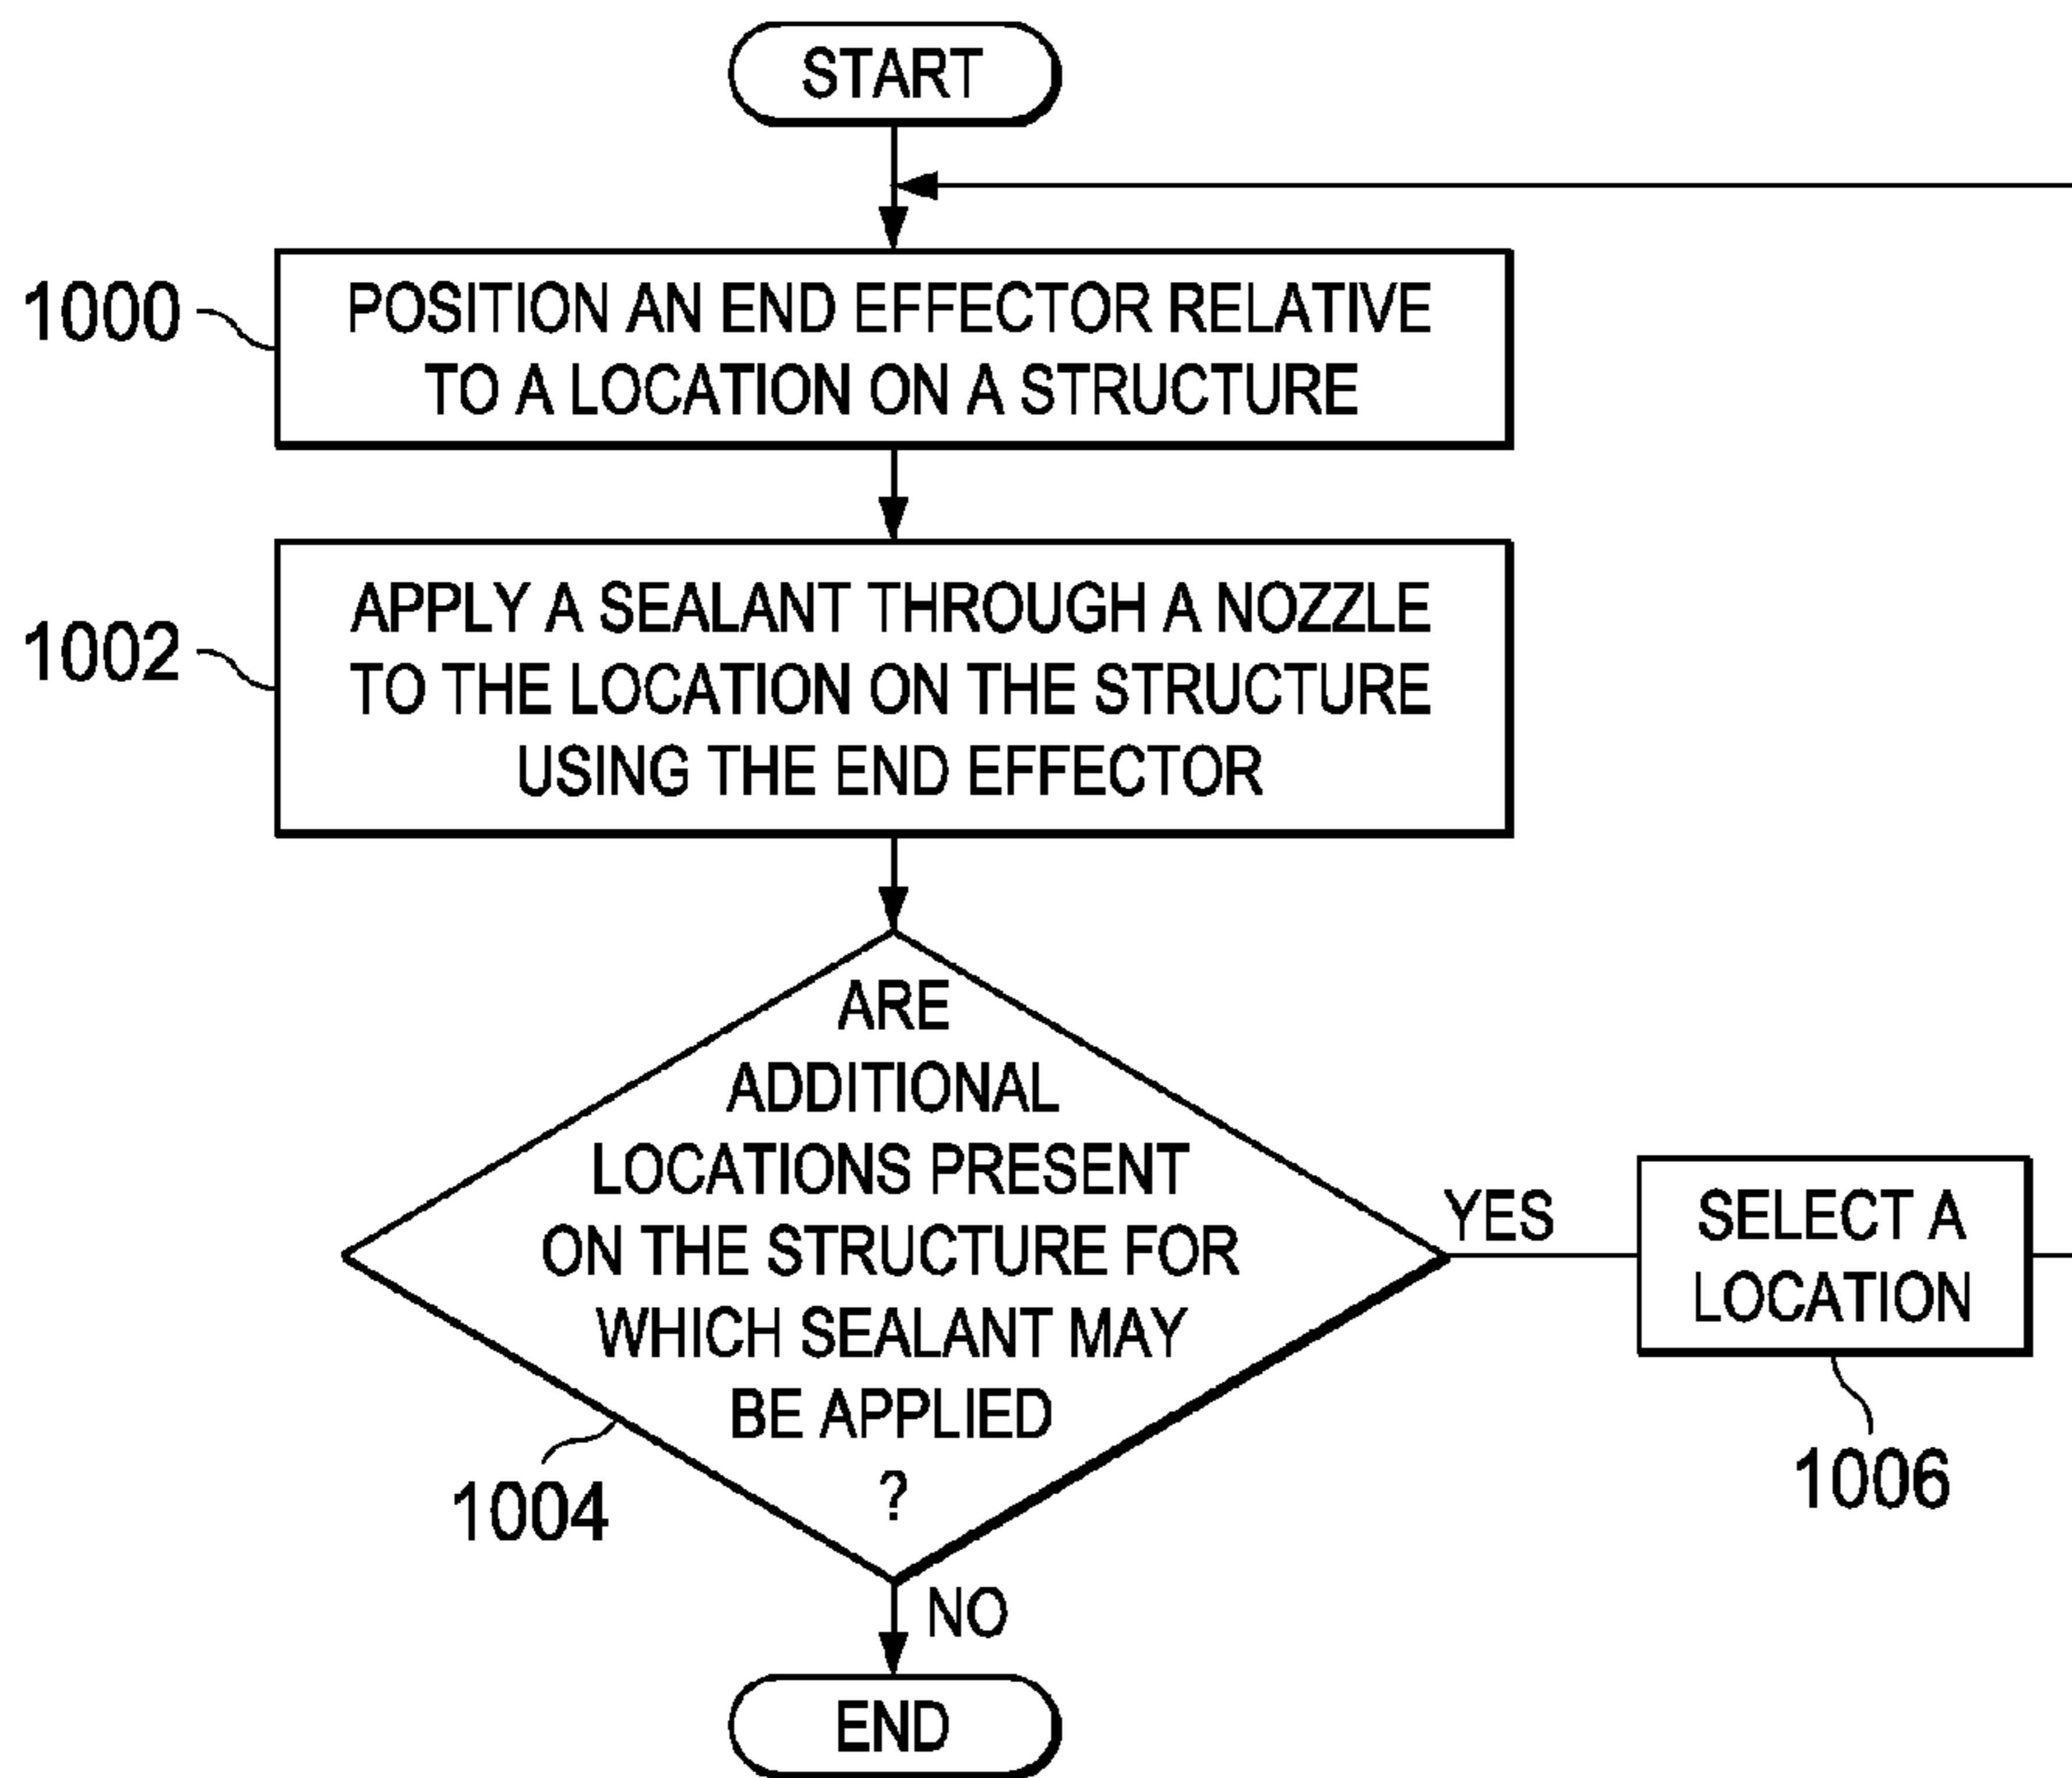 START
1000
POSITION AN END EFFECTOR RELATIVE
TO A LOCATION ON A STRUCTURE
1002
APPLY A SEALANT THROUGH A NOZZLE
TO THE LOCATION ON THE STRUCTURE
USING THE END EFFECTOR
ARE
ADDITIONAL
LOCATIONS PRESENT
ON THE STRUCTURE FOR
WHICH SEALANT MAY
BE APPLIED
?
1004
YES
SELECT A
LOCATION
1006
NO
END